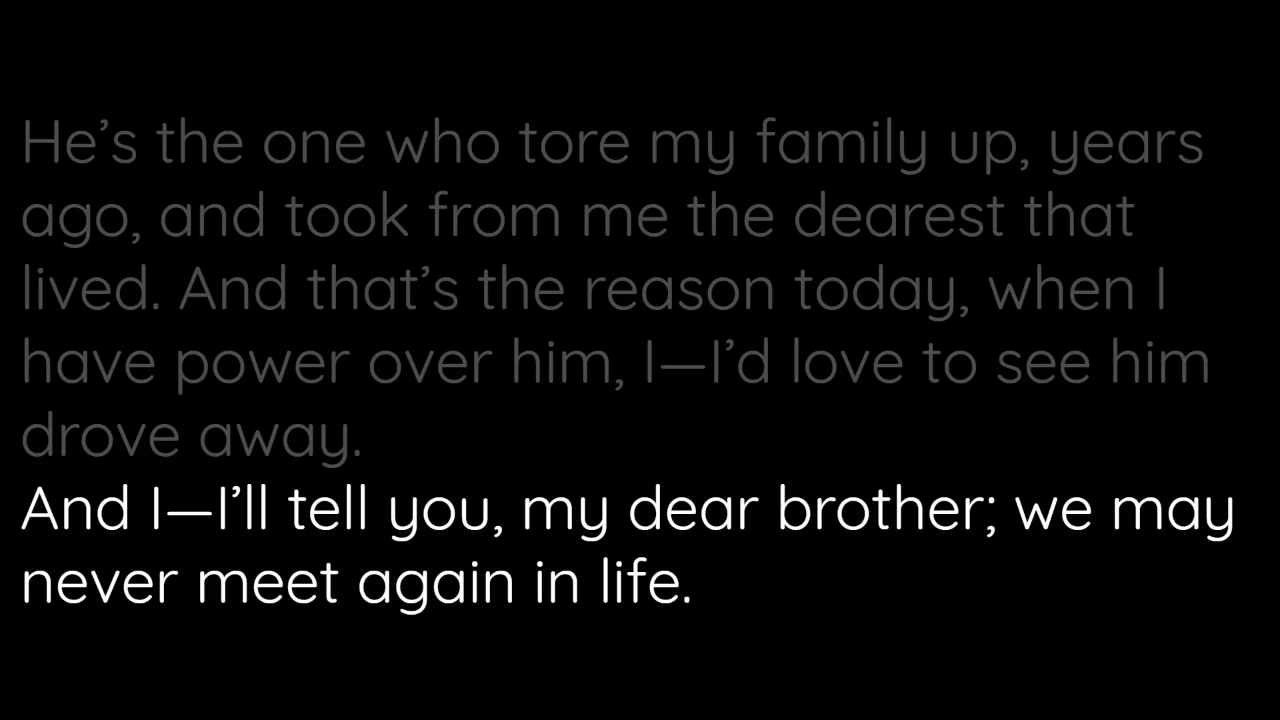 He’s the one who tore my family up, years
ago, and took from me the dearest that
lived. And that’s the reason today, when I
have power over him, I—I’d love to see him
drove away.
And I—I’ll tell you, my dear brother; we may
never meet again in life.